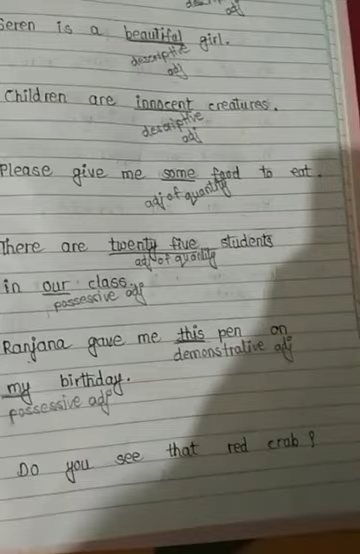 adj
Seren is a beautiful girl.
descriptive
adj
Children are innocent creatures.
descriptive
adj
Please give me some food to eat.
adj of quantity
There are twenty five students
adj of quantity
in our class.
possessive adj
Ranjana gave me this pen on
demonstrative adj
my birthday.
possessive adj
Do you see that red crab?